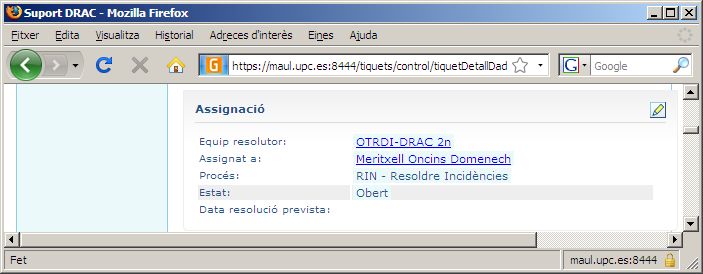 Suport DRAC - Mozilla Firefox
Fitxer Edita Visualitza Historial Adreces d'interès Eines Ajuda
https://maul.upc.es:8444/tiquets/control/tiquetDetallDad Google
Assignació
Equip resolutor: OTRDI-DRAC 2n
Assignat a: Meritxell Oncins Domenech
Procés: RIN - Resoldre Incidències
Estat: Obert
Data resolució prevista:
Fet maul.upc.es:8444